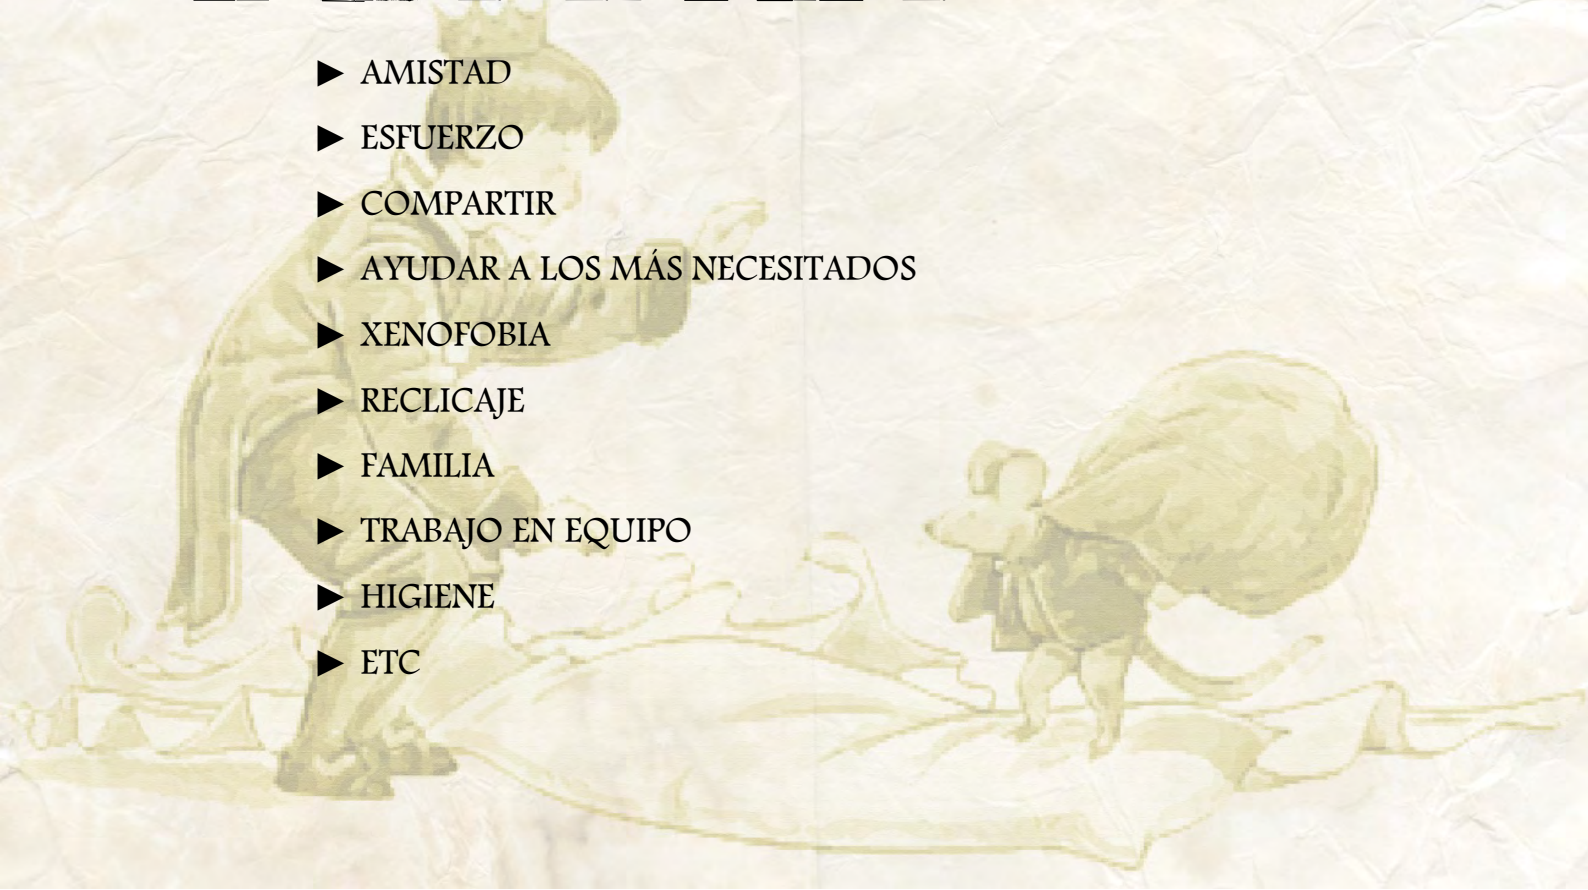 ► AMISTAD
► ESFUERZO
► COMPARTIR
► AYUDAR A LOS MÁS NECESITADOS
► XENOFOBIA
► RECLICAJE
► FAMILIA
► TRABAJO EN EQUIPO
► HIGIENE
► ETC